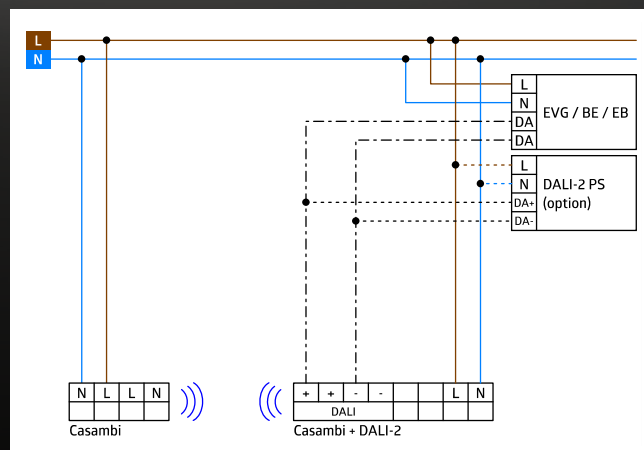 L
N
L
N
DA
DA
EVG / BE / EB
L
N
DA+
DA-
DALI-2 PS
(option)
N L L N
Casambi
+ + - - L N
DALI
Casambi + DALI-2